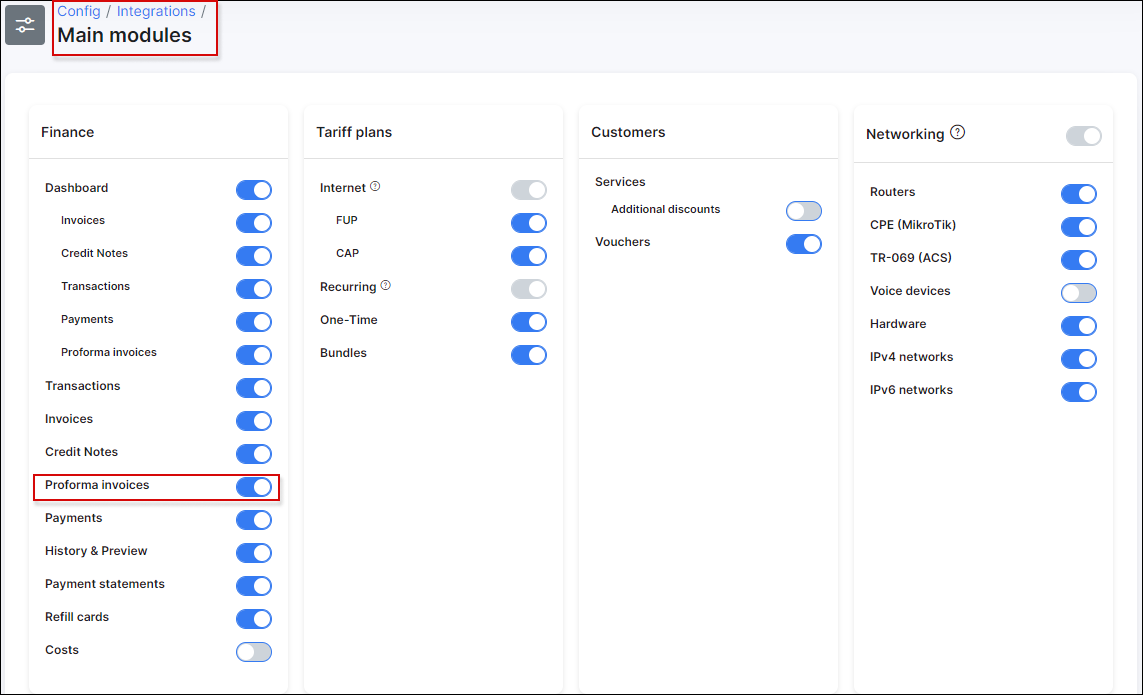 Config / Integrations /
Main modules
Finance
Dashboard
Invoices
Credit Notes
Transactions
Payments
Proforma invoices
Transactions
Invoices
Credit Notes
Proforma invoices
Payments
History & Preview
Payment statements
Refill cards
Costs
Tariff plans
Internet ?
FUP
CAP
Recurring ?
One-Time
Bundles
Customers
Services
Additional discounts
Vouchers
Networking ?
Routers
CPE (MikroTik)
TR-069 (ACS)
Voice devices
Hardware
IPv4 networks
IPv6 networks